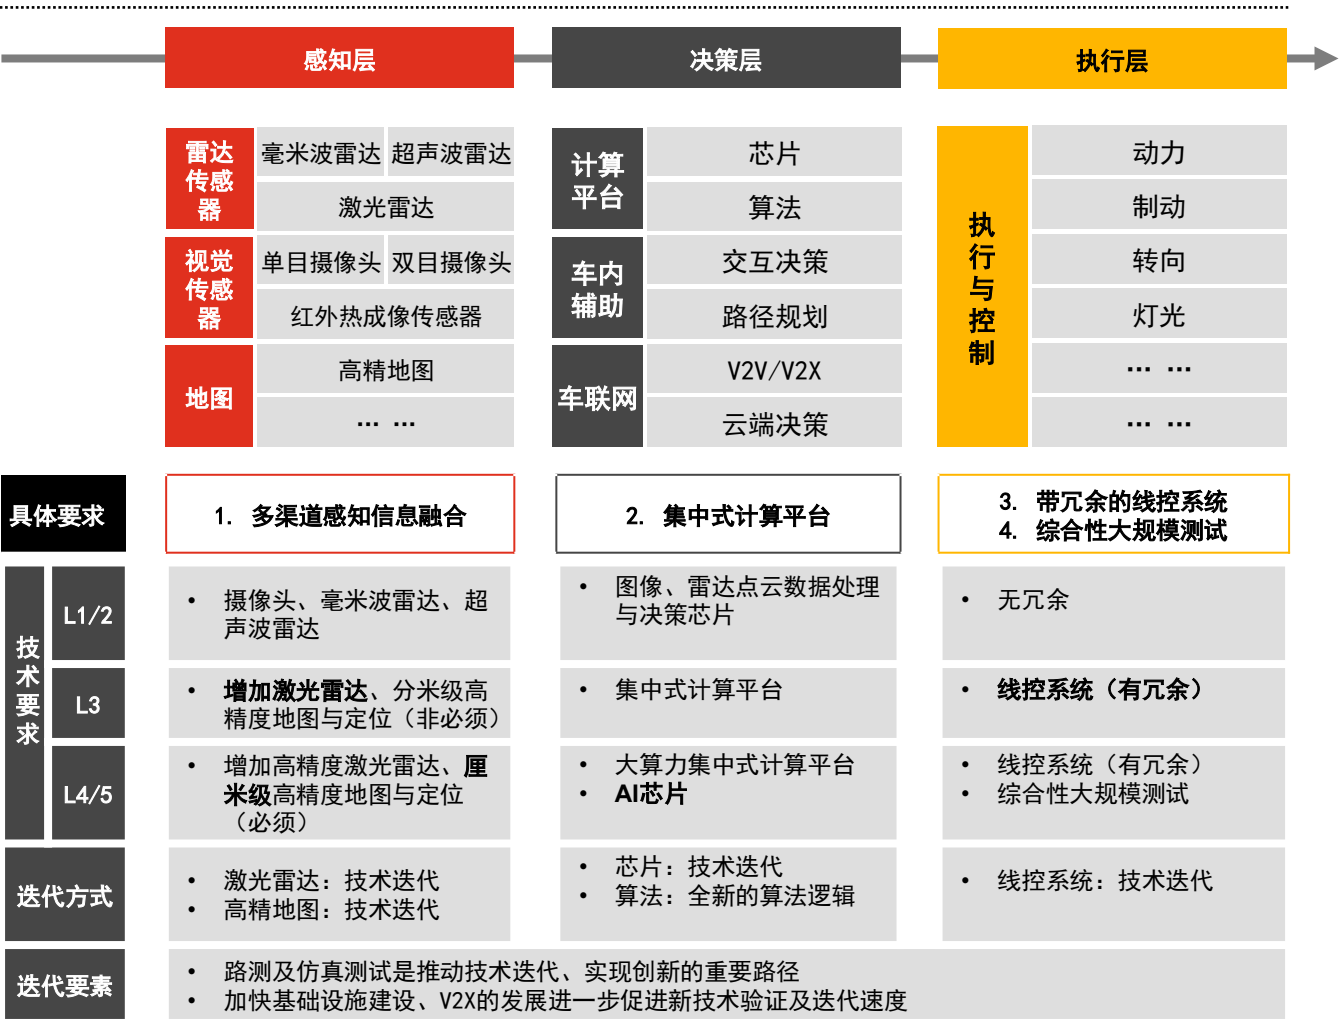 感知层
决策层
执行层
雷达
传感
器
毫米波雷达
超声波雷达
激光雷达
视觉
传感
器
单目摄像头
双目摄像头
红外热成像传感器
地图
高精地图
... ...
计算
平台
芯片
算法
车内
辅助
交互决策
路径规划
车联网
V2V/V2X
云端决策
执
行
与
控
制
动力
制动
转向
灯光
... ...
... ...
具体要求
1. 多渠道感知信息融合
2. 集中式计算平台
3. 带冗余的线控系统
4. 综合性大规模测试
技
术
要
求
L1/2
• 摄像头、毫米波雷达、超
声波雷达
• 图像、雷达点云数据处理
与决策芯片
• 无冗余
L3
• 增加激光雷达、分米级高
精度地图与定位（非必须）
• 集中式计算平台
• 线控系统（有冗余）
L4/5
• 增加高精度激光雷达、厘
米级高精度地图与定位
（必须）
• 大算力集中式计算平台
• AI芯片
• 线控系统（有冗余）
• 综合性大规模测试
迭代方式
• 激光雷达：技术迭代
• 高精地图：技术迭代
• 芯片：技术迭代
• 算法：全新的算法逻辑
• 线控系统：技术迭代
迭代要素
• 路测及仿真测试是推动技术迭代、实现创新的重要路径
• 加快基础设施建设、V2X的发展进一步促进新技术验证及迭代速度